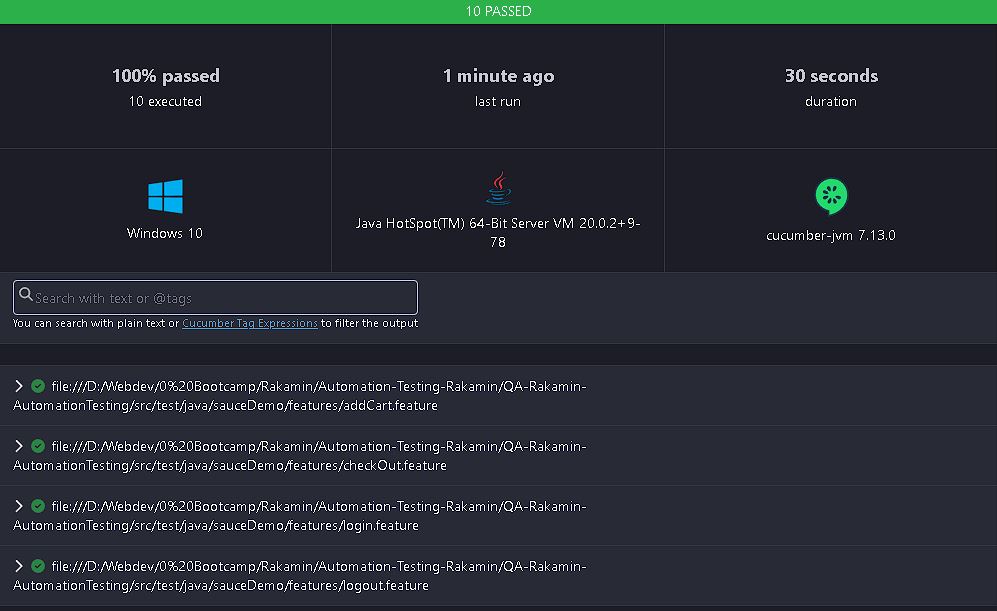 10 PASSED
100% passed
10 executed
1 minute ago
last run
30 seconds
duration
Windows 10
Java HotSpot(TM) 64-Bit Server VM 20.0.2+9-
78
cucumber-jvm 7.13.0
Search with text or @tags
You can search with plain text or Cucumber Tag Expressions to filter the output
file:///D:/Webdev/0%20Bootcamp/Rakamin/Automation-Testing-Rakamin/QA-Rakamin-
AutomationTesting/src/test/java/sauceDemo/features/addCart.feature
file:///D:/Webdev/0%20Bootcamp/Rakamin/Automation-Testing-Rakamin/QA-Rakamin-
AutomationTesting/src/test/java/sauceDemo/features/checkOut.feature
file:///D:/Webdev/0%20Bootcamp/Rakamin/Automation-Testing-Rakamin/QA-Rakamin-
AutomationTesting/src/test/java/sauceDemo/features/login.feature
file:///D:/Webdev/0%20Bootcamp/Rakamin/Automation-Testing-Rakamin/QA-Rakamin-
AutomationTesting/src/test/java/sauceDemo/features/logout.feature